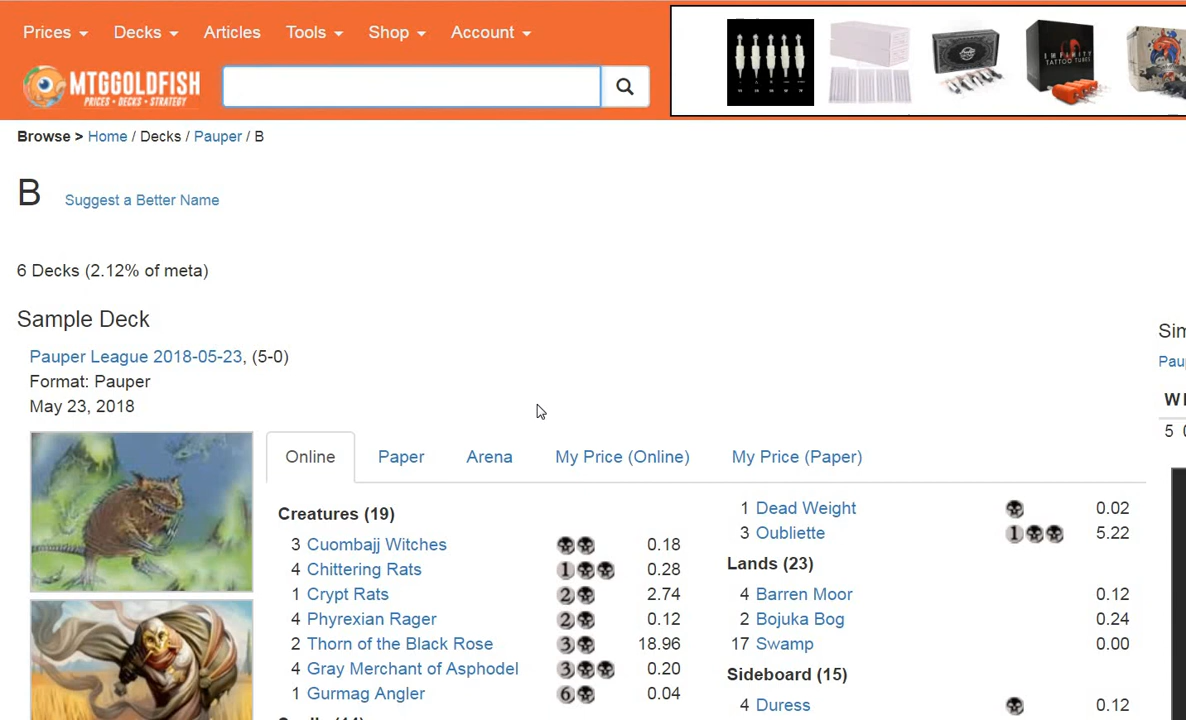 Prices Decks Articles Tools Shop Account
MTGGOLDFISH
PRICES • DECKS • STRATEGY
INFINITY
TATTOO TUBES
Browse > Home / Decks / Pauper / B
B Suggest a Better Name
6 Decks (2.12% of meta)
Sample Deck
Pauper League 2018-05-23, (5-0)
Format: Pauper
May 23, 2018
Online Paper Arena My Price (Online) My Price (Paper)
Creatures (19)
3 Cuombajj Witches 0.18
4 Chittering Rats 1 0.28
1 Crypt Rats 2 2.74
4 Phyrexian Rager 2 0.12
2 Thorn of the Black Rose 3 18.96
4 Gray Merchant of Asphodel 3 0.20
1 Gurmag Angler 6 0.04
1 Dead Weight 0.02
3 Oubliette 1 5.22
Lands (23)
4 Barren Moor 0.12
2 Bojuka Bog 0.24
17 Swamp 0.00
Sideboard (15)
4 Duress 0.12
Sim
Pau
5